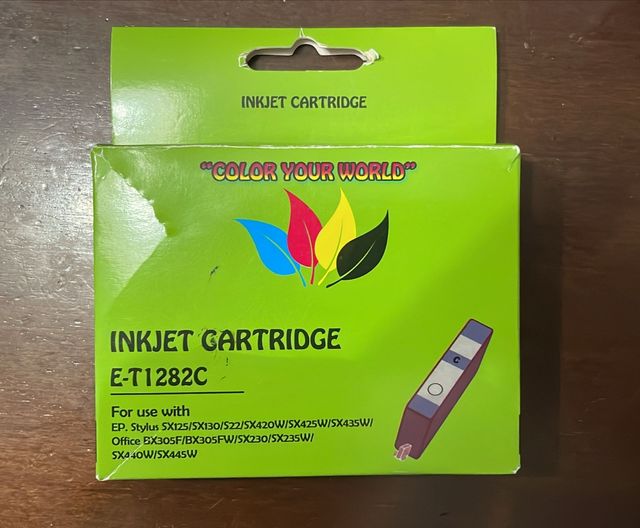 INKJET CARTRIDGE
"COLOR YOUR WORLD"
INKJET CARTRIDGE
E-T1282C
For use with
EP. Stylus SX125/SX130/S22/SX420W/SX425W/SX435W/
Office BX305F/BX305FW/SX230/SX235W/
SX440W/SX445W
C